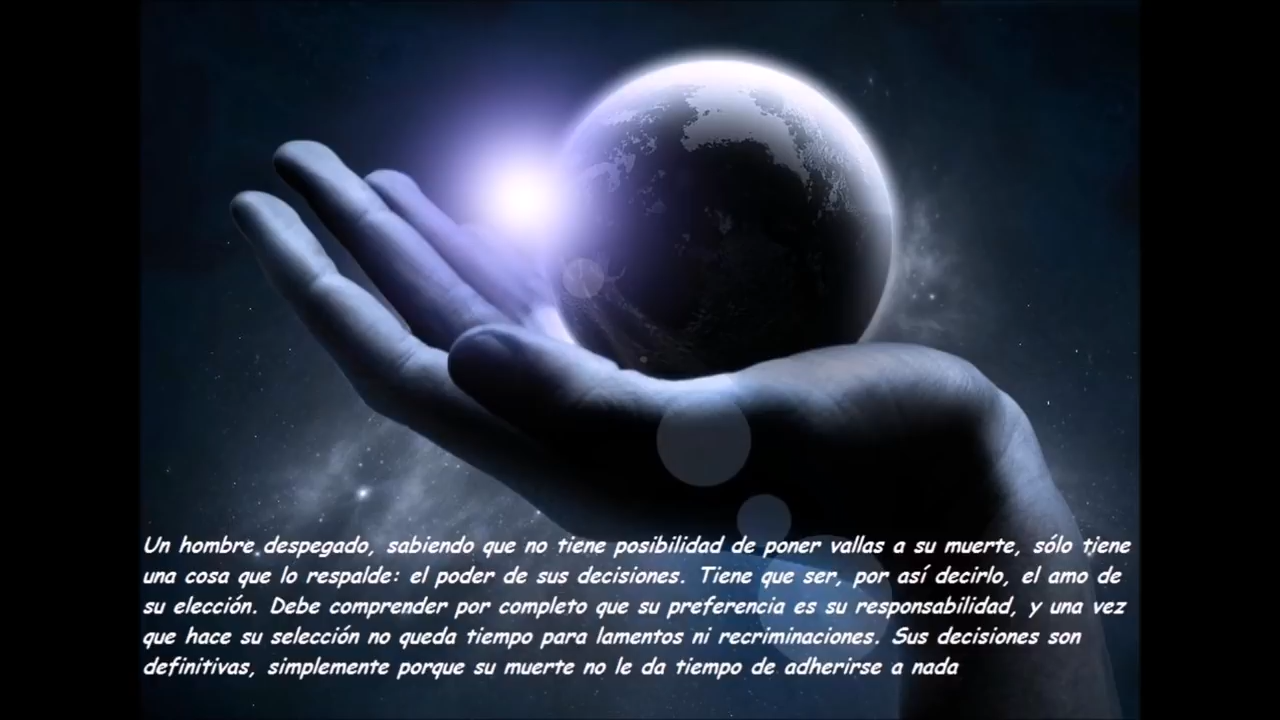 Un hombre despegado, sabiendo que no tiene posibilidad de poner vallas a su muerte, sólo tiene
una cosa que lo respalde: el poder de sus decisiones. Tiene que ser, por así decirlo, el amo de
su elección. Debe comprender por completo que su preferencia es su responsabilidad, y una vez
que hace su selección no queda tiempo para lamentos ni recriminaciones. Sus decisiones son
definitivas, simplemente porque su muerte no le da tiempo de adherirse a nada